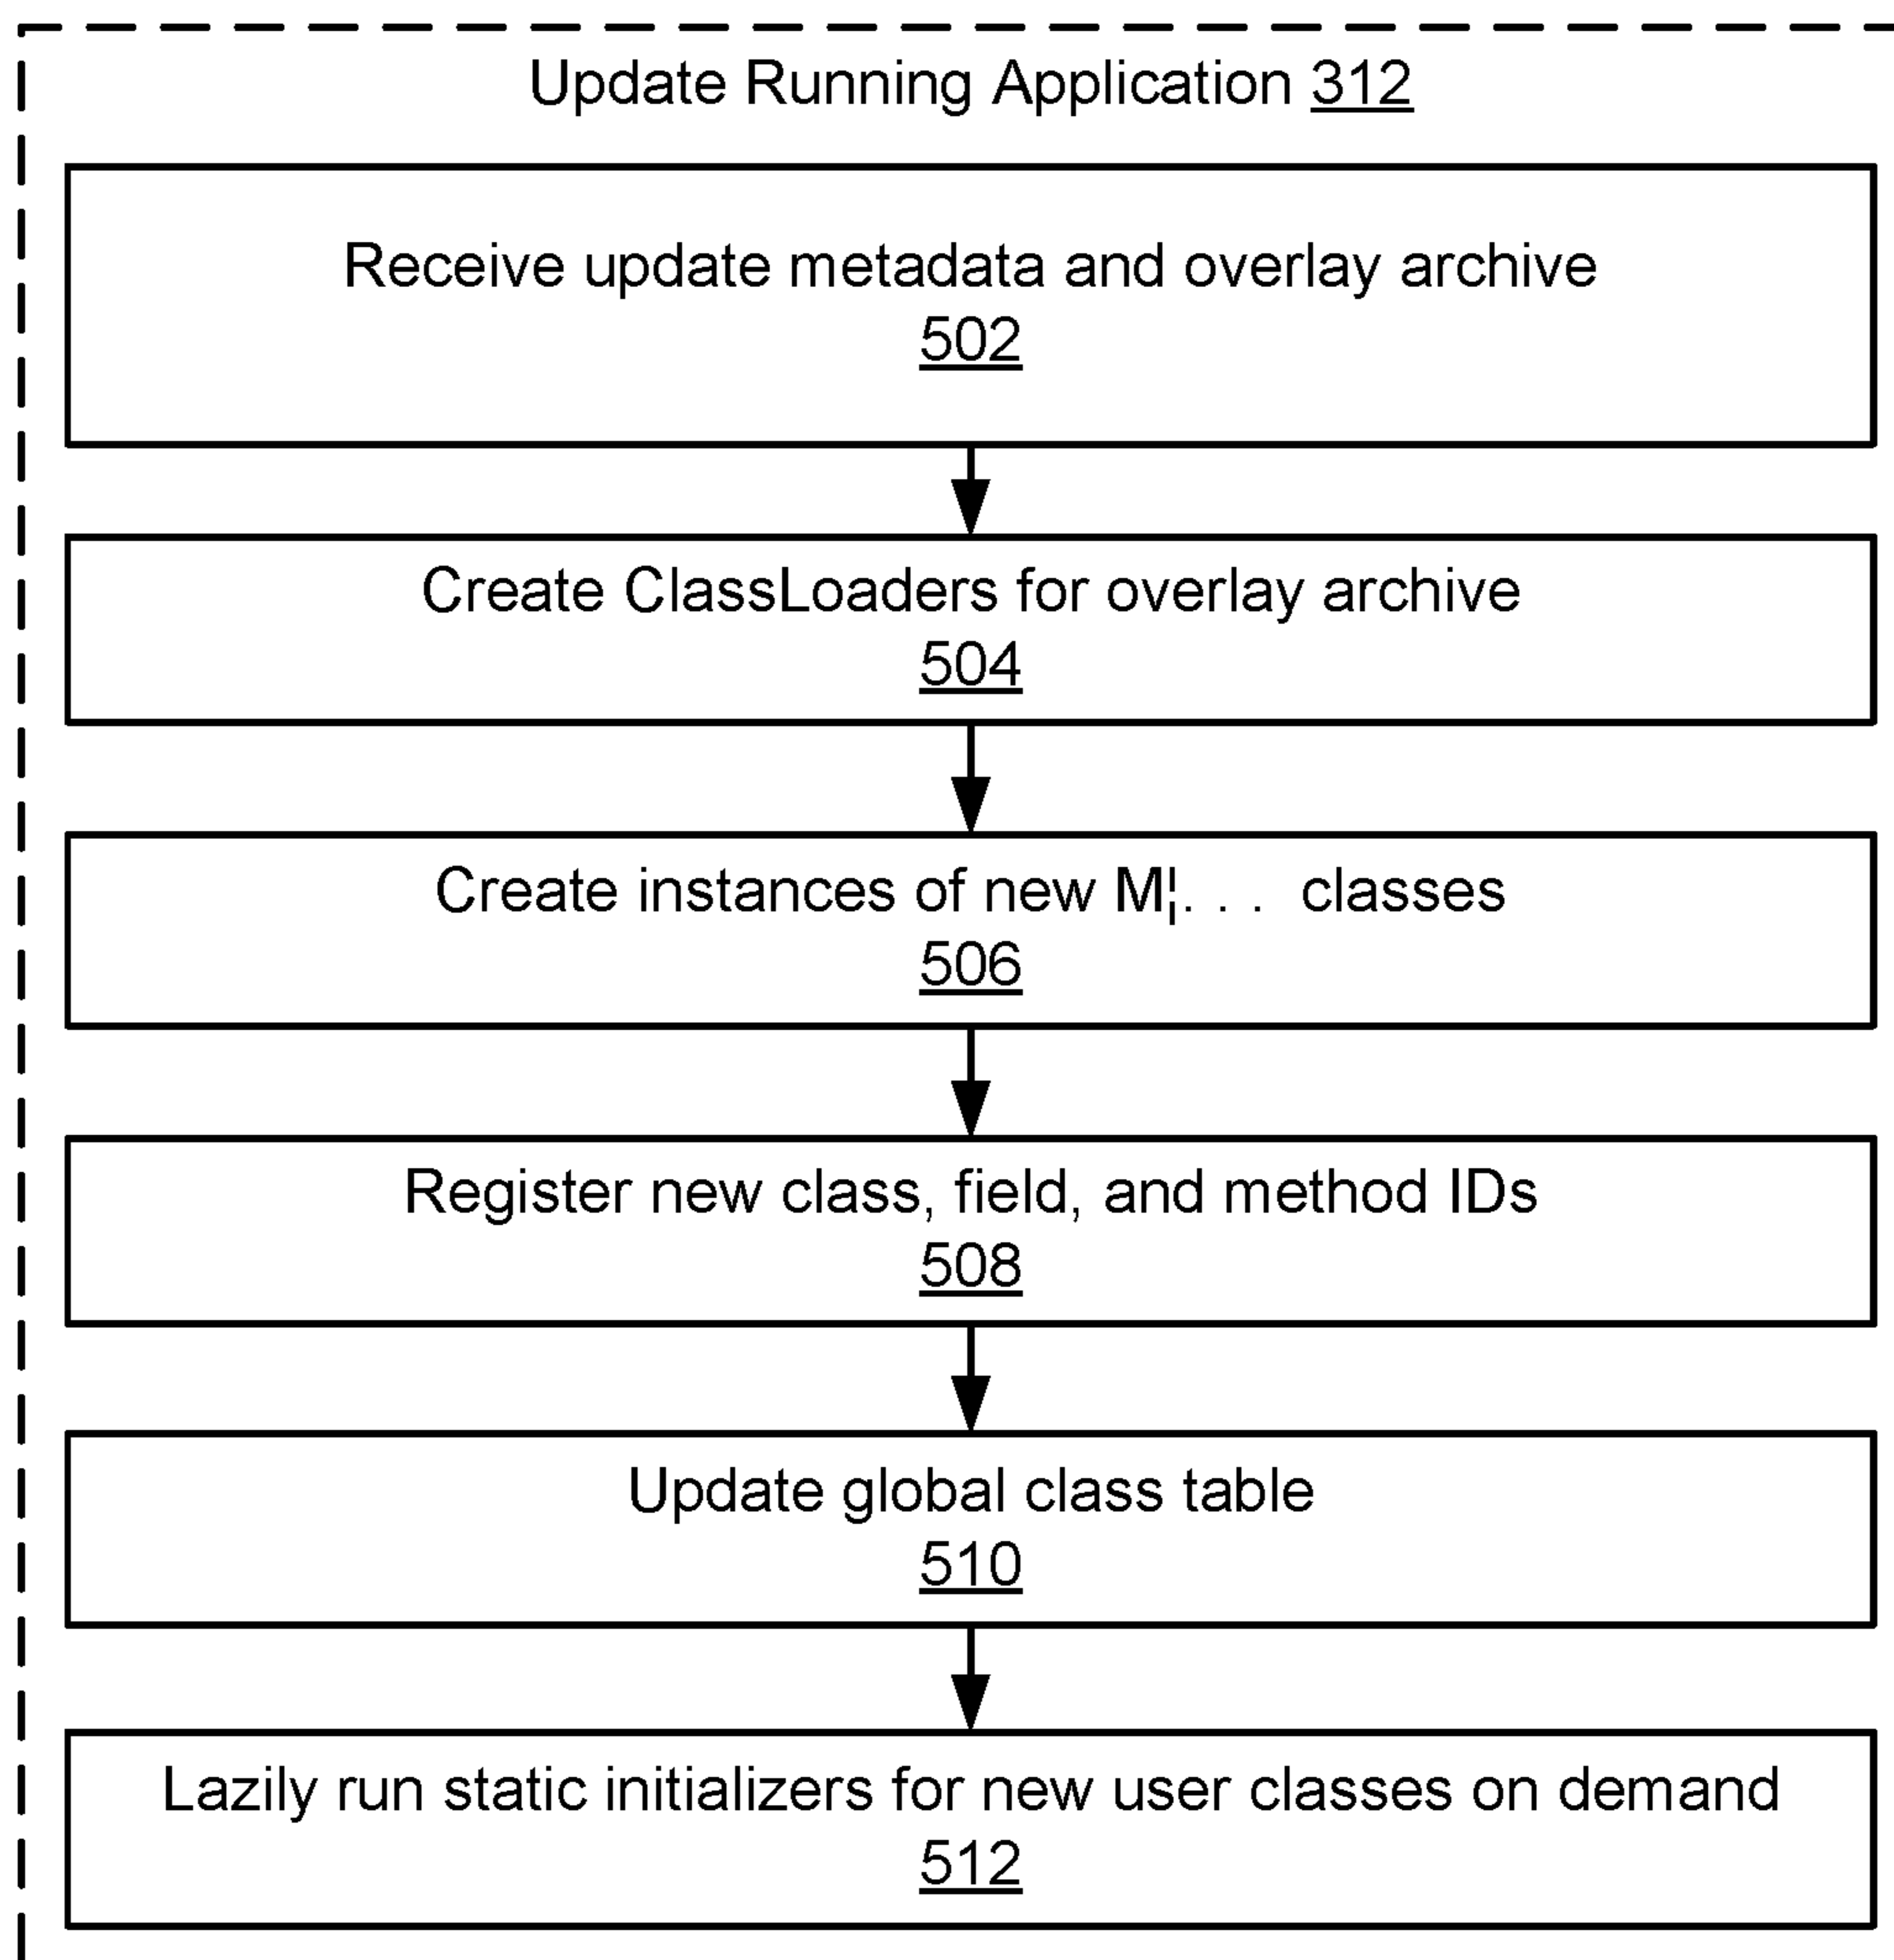 Update Running Application 312
Receive update metadata and overlay archive
502
Create ClassLoaders for overlay archive
504
Create instances of new M¦. . . classes
506
Register new class, field, and method IDs
508
Update global class table
510
Lazily run static initializers for new user classes on demand
512